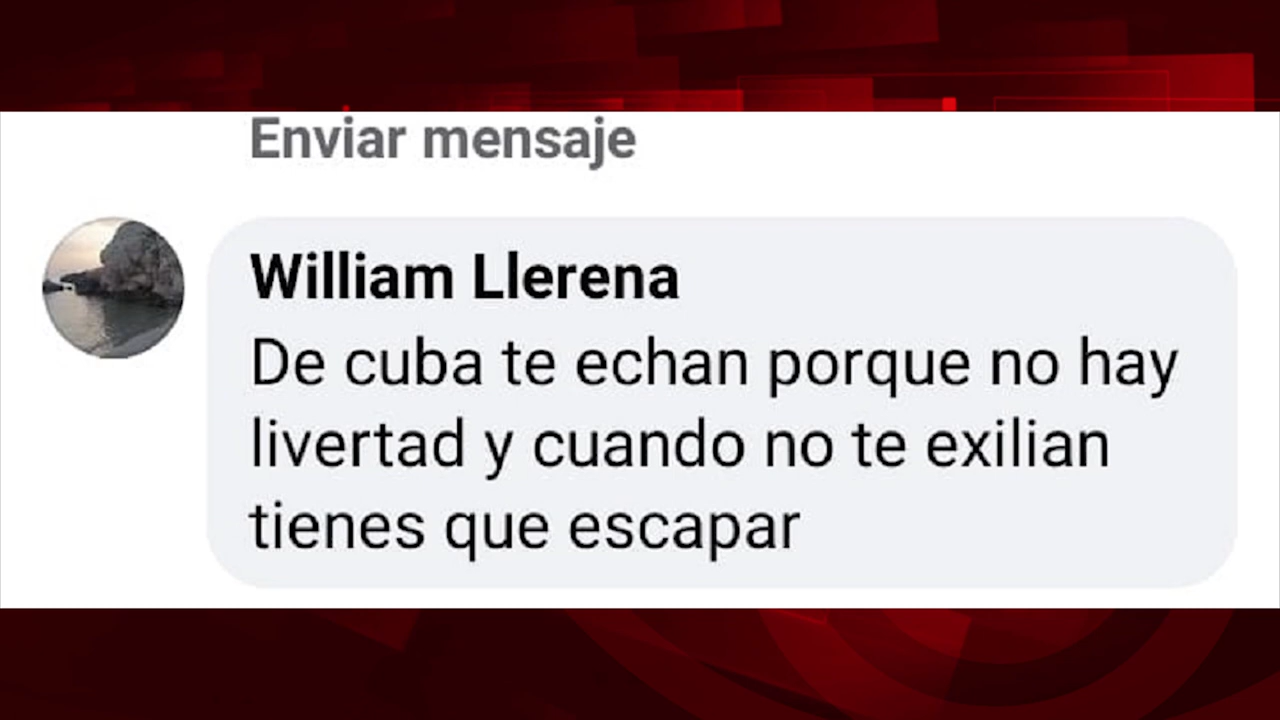 Enviar mensaje
William Llerena
De cuba te echan porque no hay
livertad y cuando no te exilian
tienes que escapar